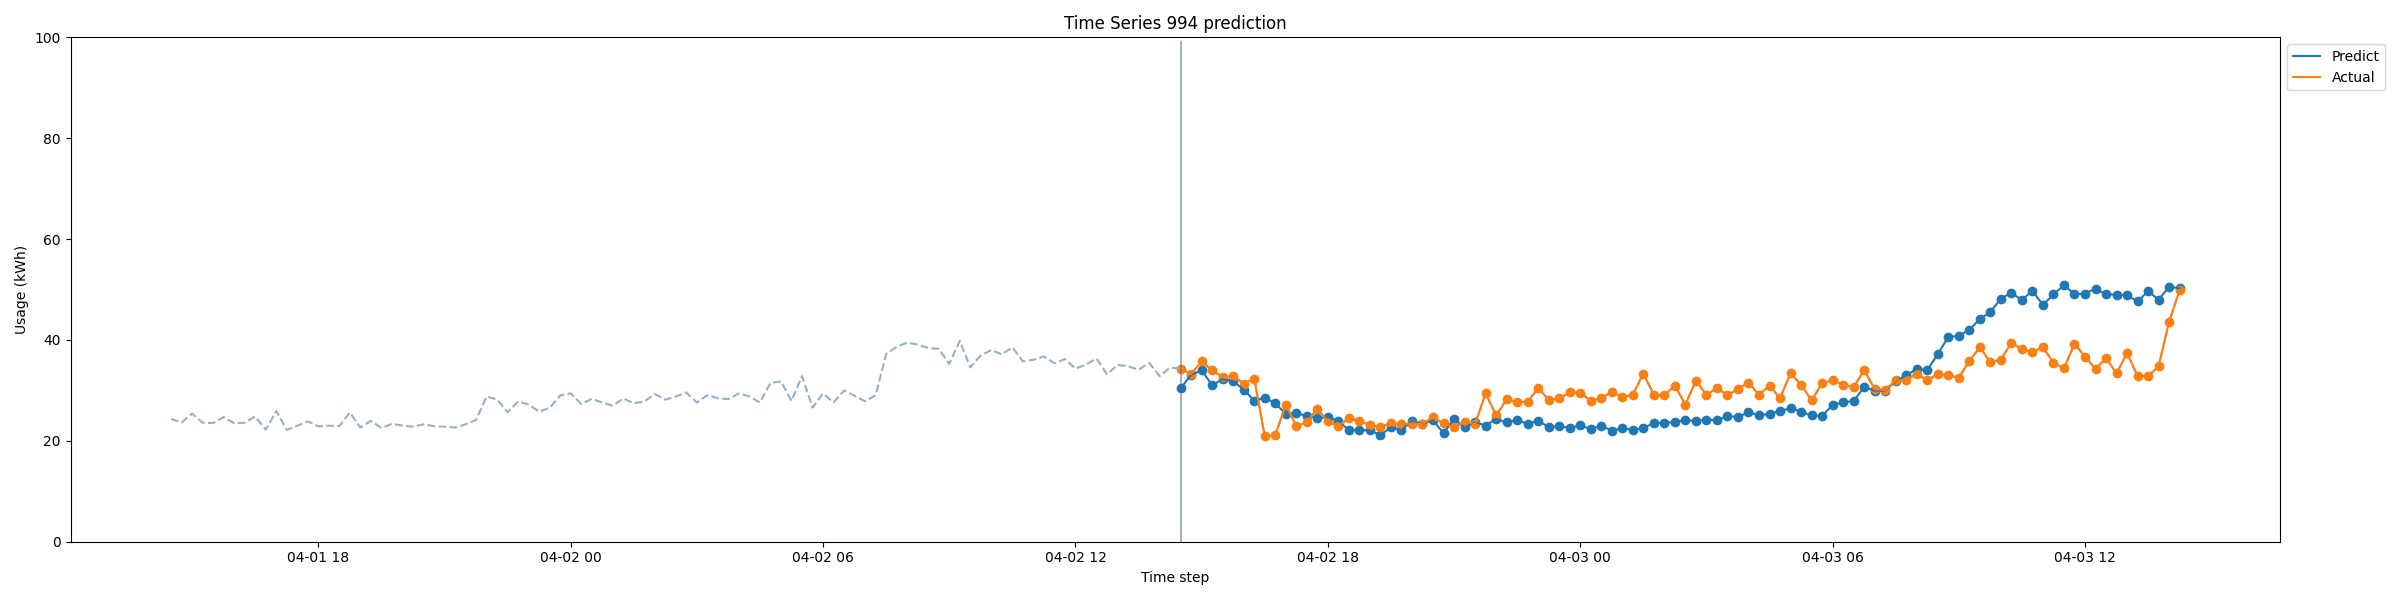 Time Series 994 prediction
Predict
Actual
Usage (kWh)
100
80
60
40
20
0
04-01 18
04-02 00
04-02 06
04-02 12
04-02 18
04-03 00
04-03 06
04-03 12
Time step